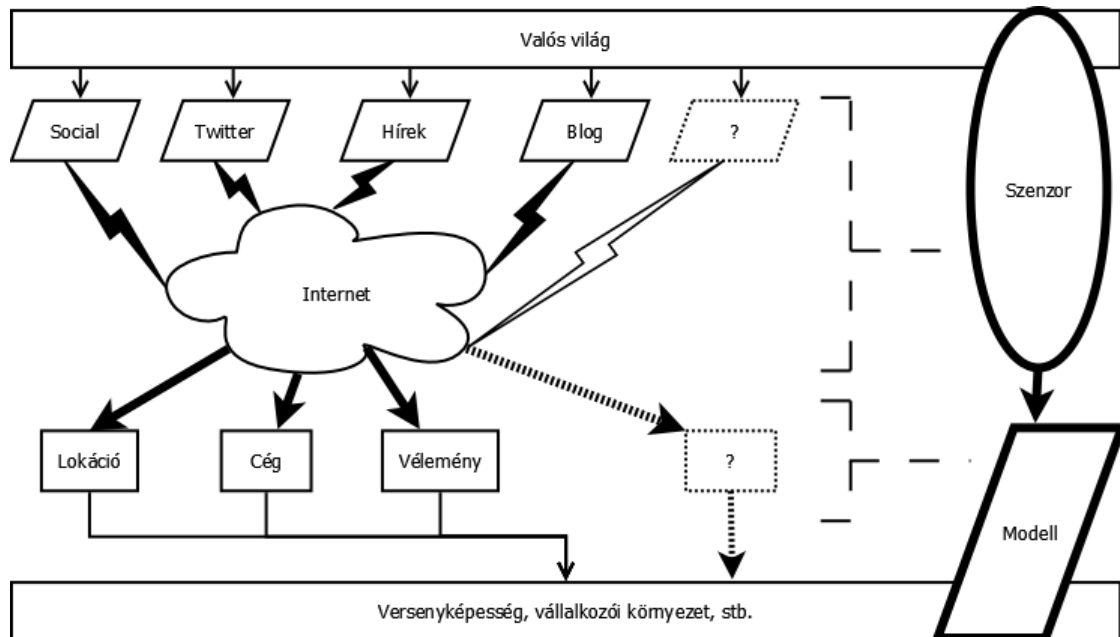 Valós világ
Social
Twitter
Hírek
Blog
?
Szenzor
Internet
Lokáció
Cég
Vélemény
?
Modell
Versenyképesség, vállalkozói környezet, stb.